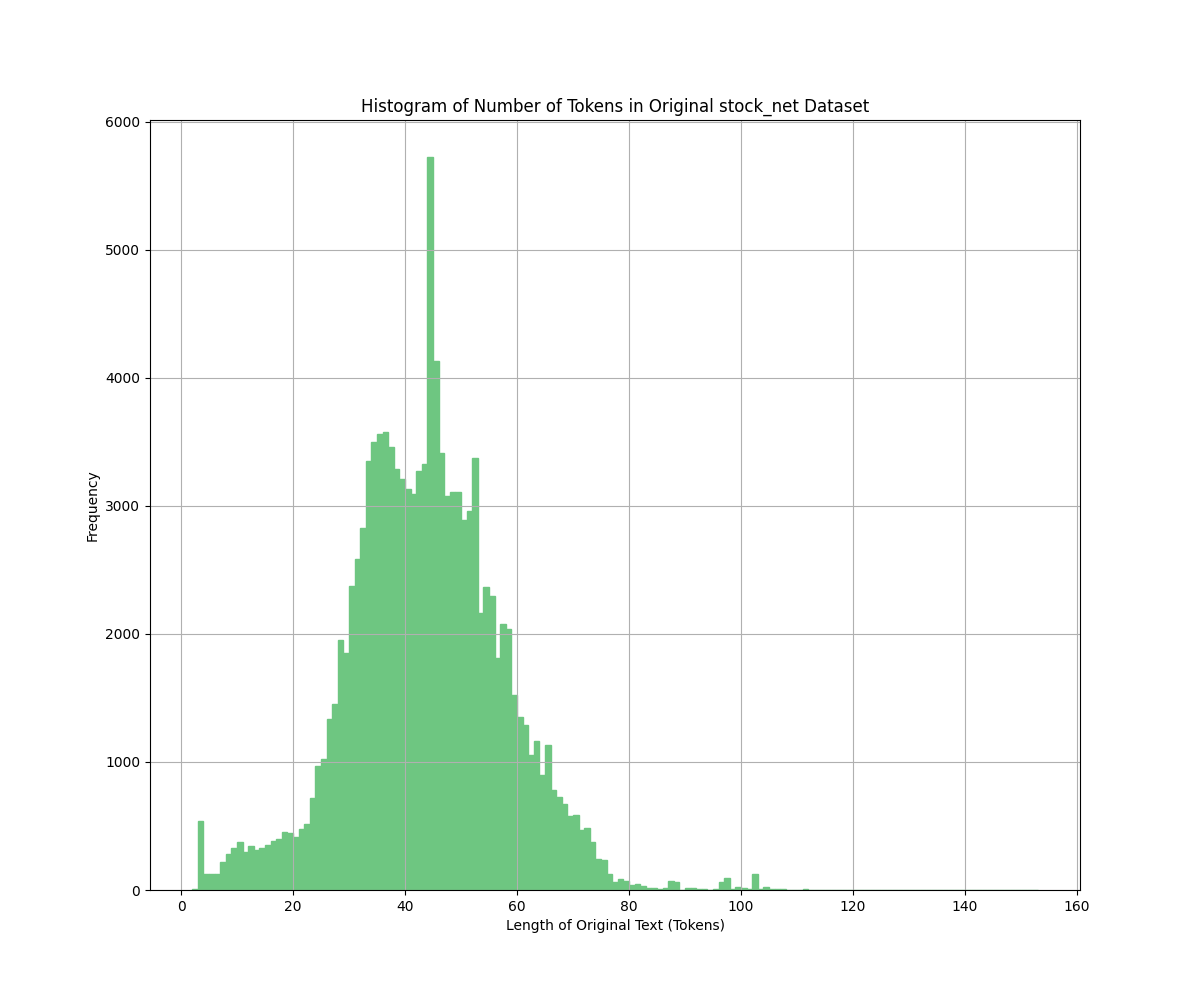 Histogram of Number of Tokens in Original stock_net Dataset
6000
5000
4000
3000
2000
1000
0
Frequency
0 20 40 60 80 100 120 140 160
Length of Original Text (Tokens)